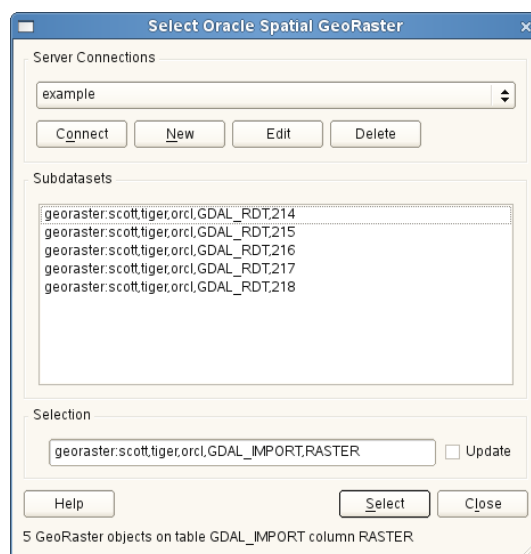 Select Oracle Spatial GeoRaster
Server Connections
example
Connect New Edit Delete
Subdatasets
georaster:scott,tiger,orcl,GDAL_RDT,214
georaster:scott,tiger,orcl,GDAL_RDT,215
georaster:scott,tiger,orcl,GDAL_RDT,216
georaster:scott,tiger,orcl,GDAL_RDT,217
georaster:scott,tiger,orcl,GDAL_RDT,218
Selection
georaster:scott,tiger,orcl,GDAL_IMPORT,RASTER Update
Help Select Close
5 GeoRaster objects on table GDAL_IMPORT column RASTER